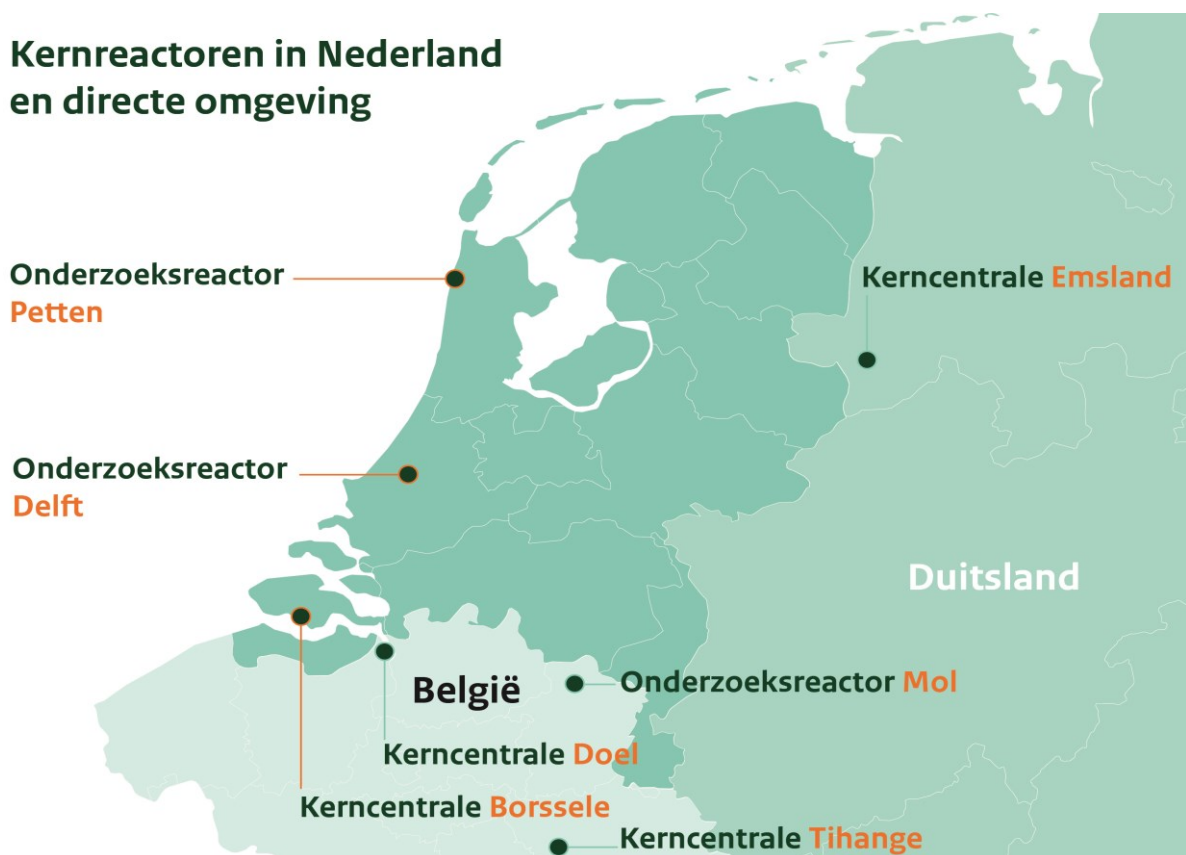 Kernreactoren in Nederland
en directe omgeving
Onderzoeksreactor
Petten
Kerncentrale Emsland
Onderzoeksreactor
Delft
Duitsland
België
Onderzoeksreactor Mol
Kerncentrale Doel
Kerncentrale Borssele
Kerncentrale Tihange